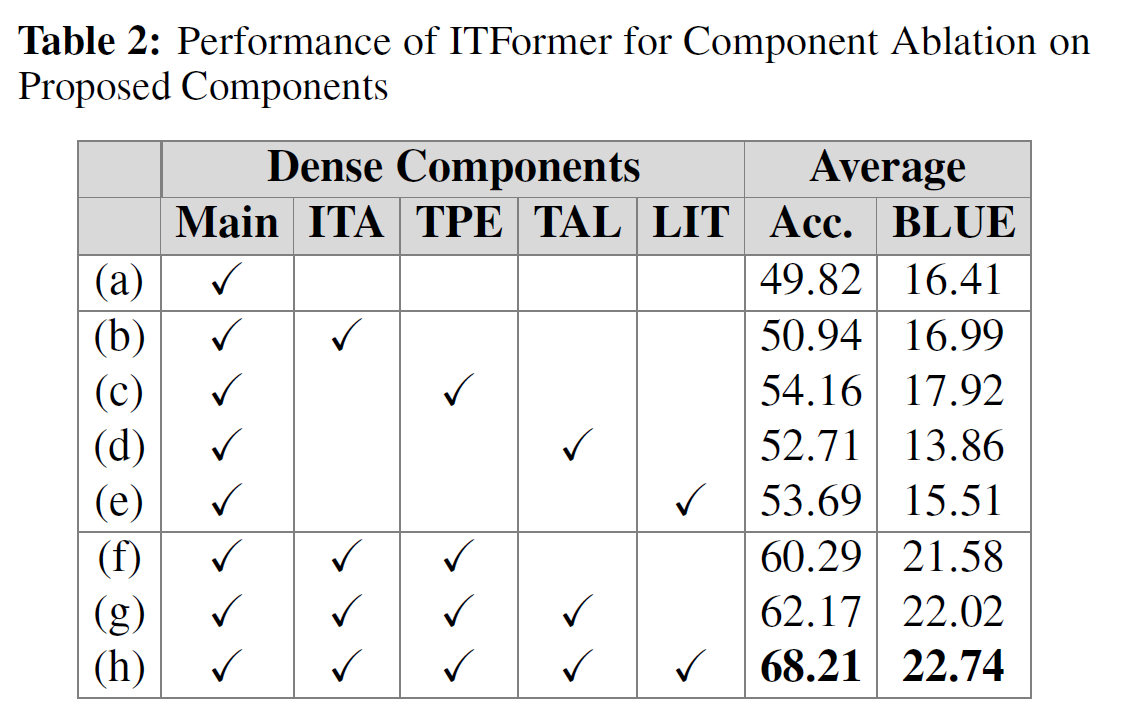 Table 2: Performance of ITFormer for Component Ablation on
Proposed Components
Dense Components Average
Main ITA TPE TAL LIT Acc. BLUE
(a) ✓ 49.82 16.41
(b) ✓ ✓ 50.94 16.99
(c) ✓ ✓ 54.16 17.92
(d) ✓ ✓ 52.71 13.86
(e) ✓ ✓ 53.69 15.51
(f) ✓ ✓ ✓ 60.29 21.58
(g) ✓ ✓ ✓ ✓ 62.17 22.02
(h) ✓ ✓ ✓ ✓ ✓ 68.21 22.74